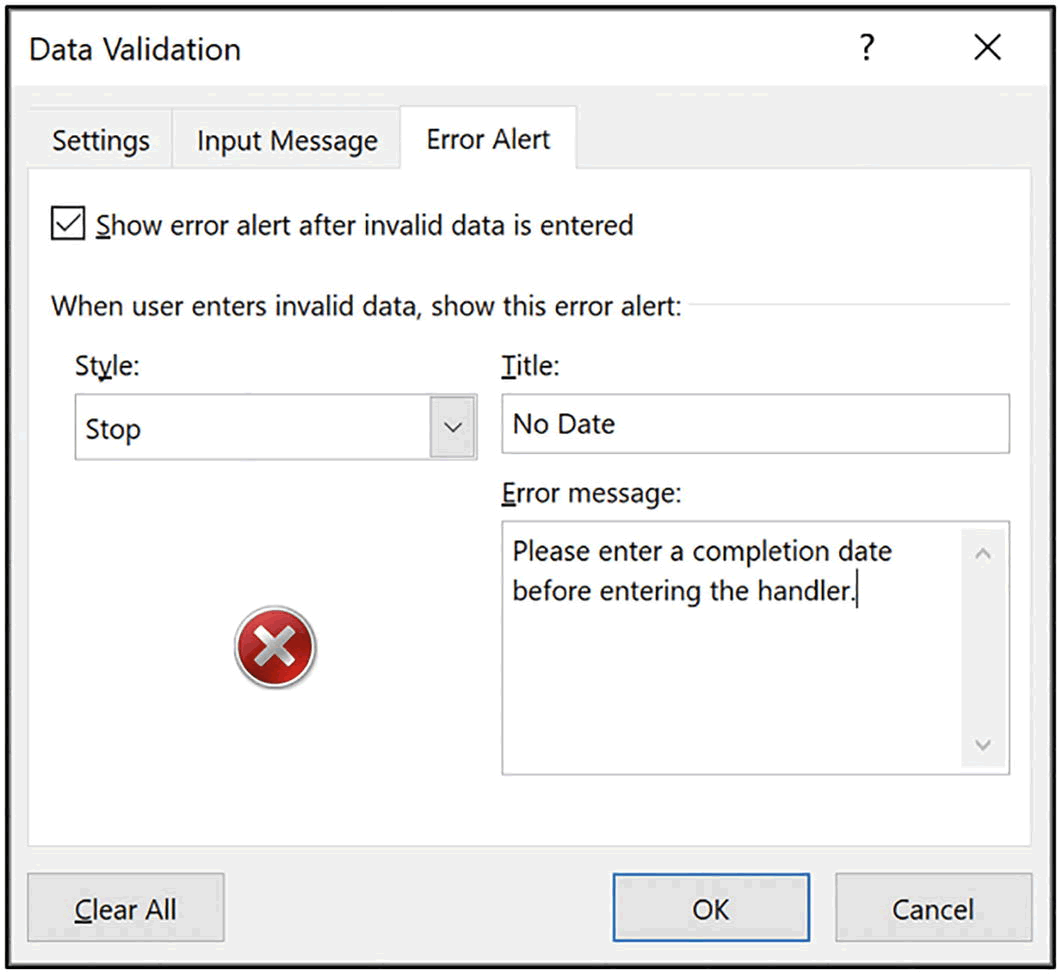 Data Validation ?
Settings Input Message Error Alert
Show error alert after invalid data is entered
When user enters invalid data, show this error alert:
Style:
Stop
Title:
No Date
Error message:
Please enter a completion date
before entering the handler.
Clear All OK Cancel